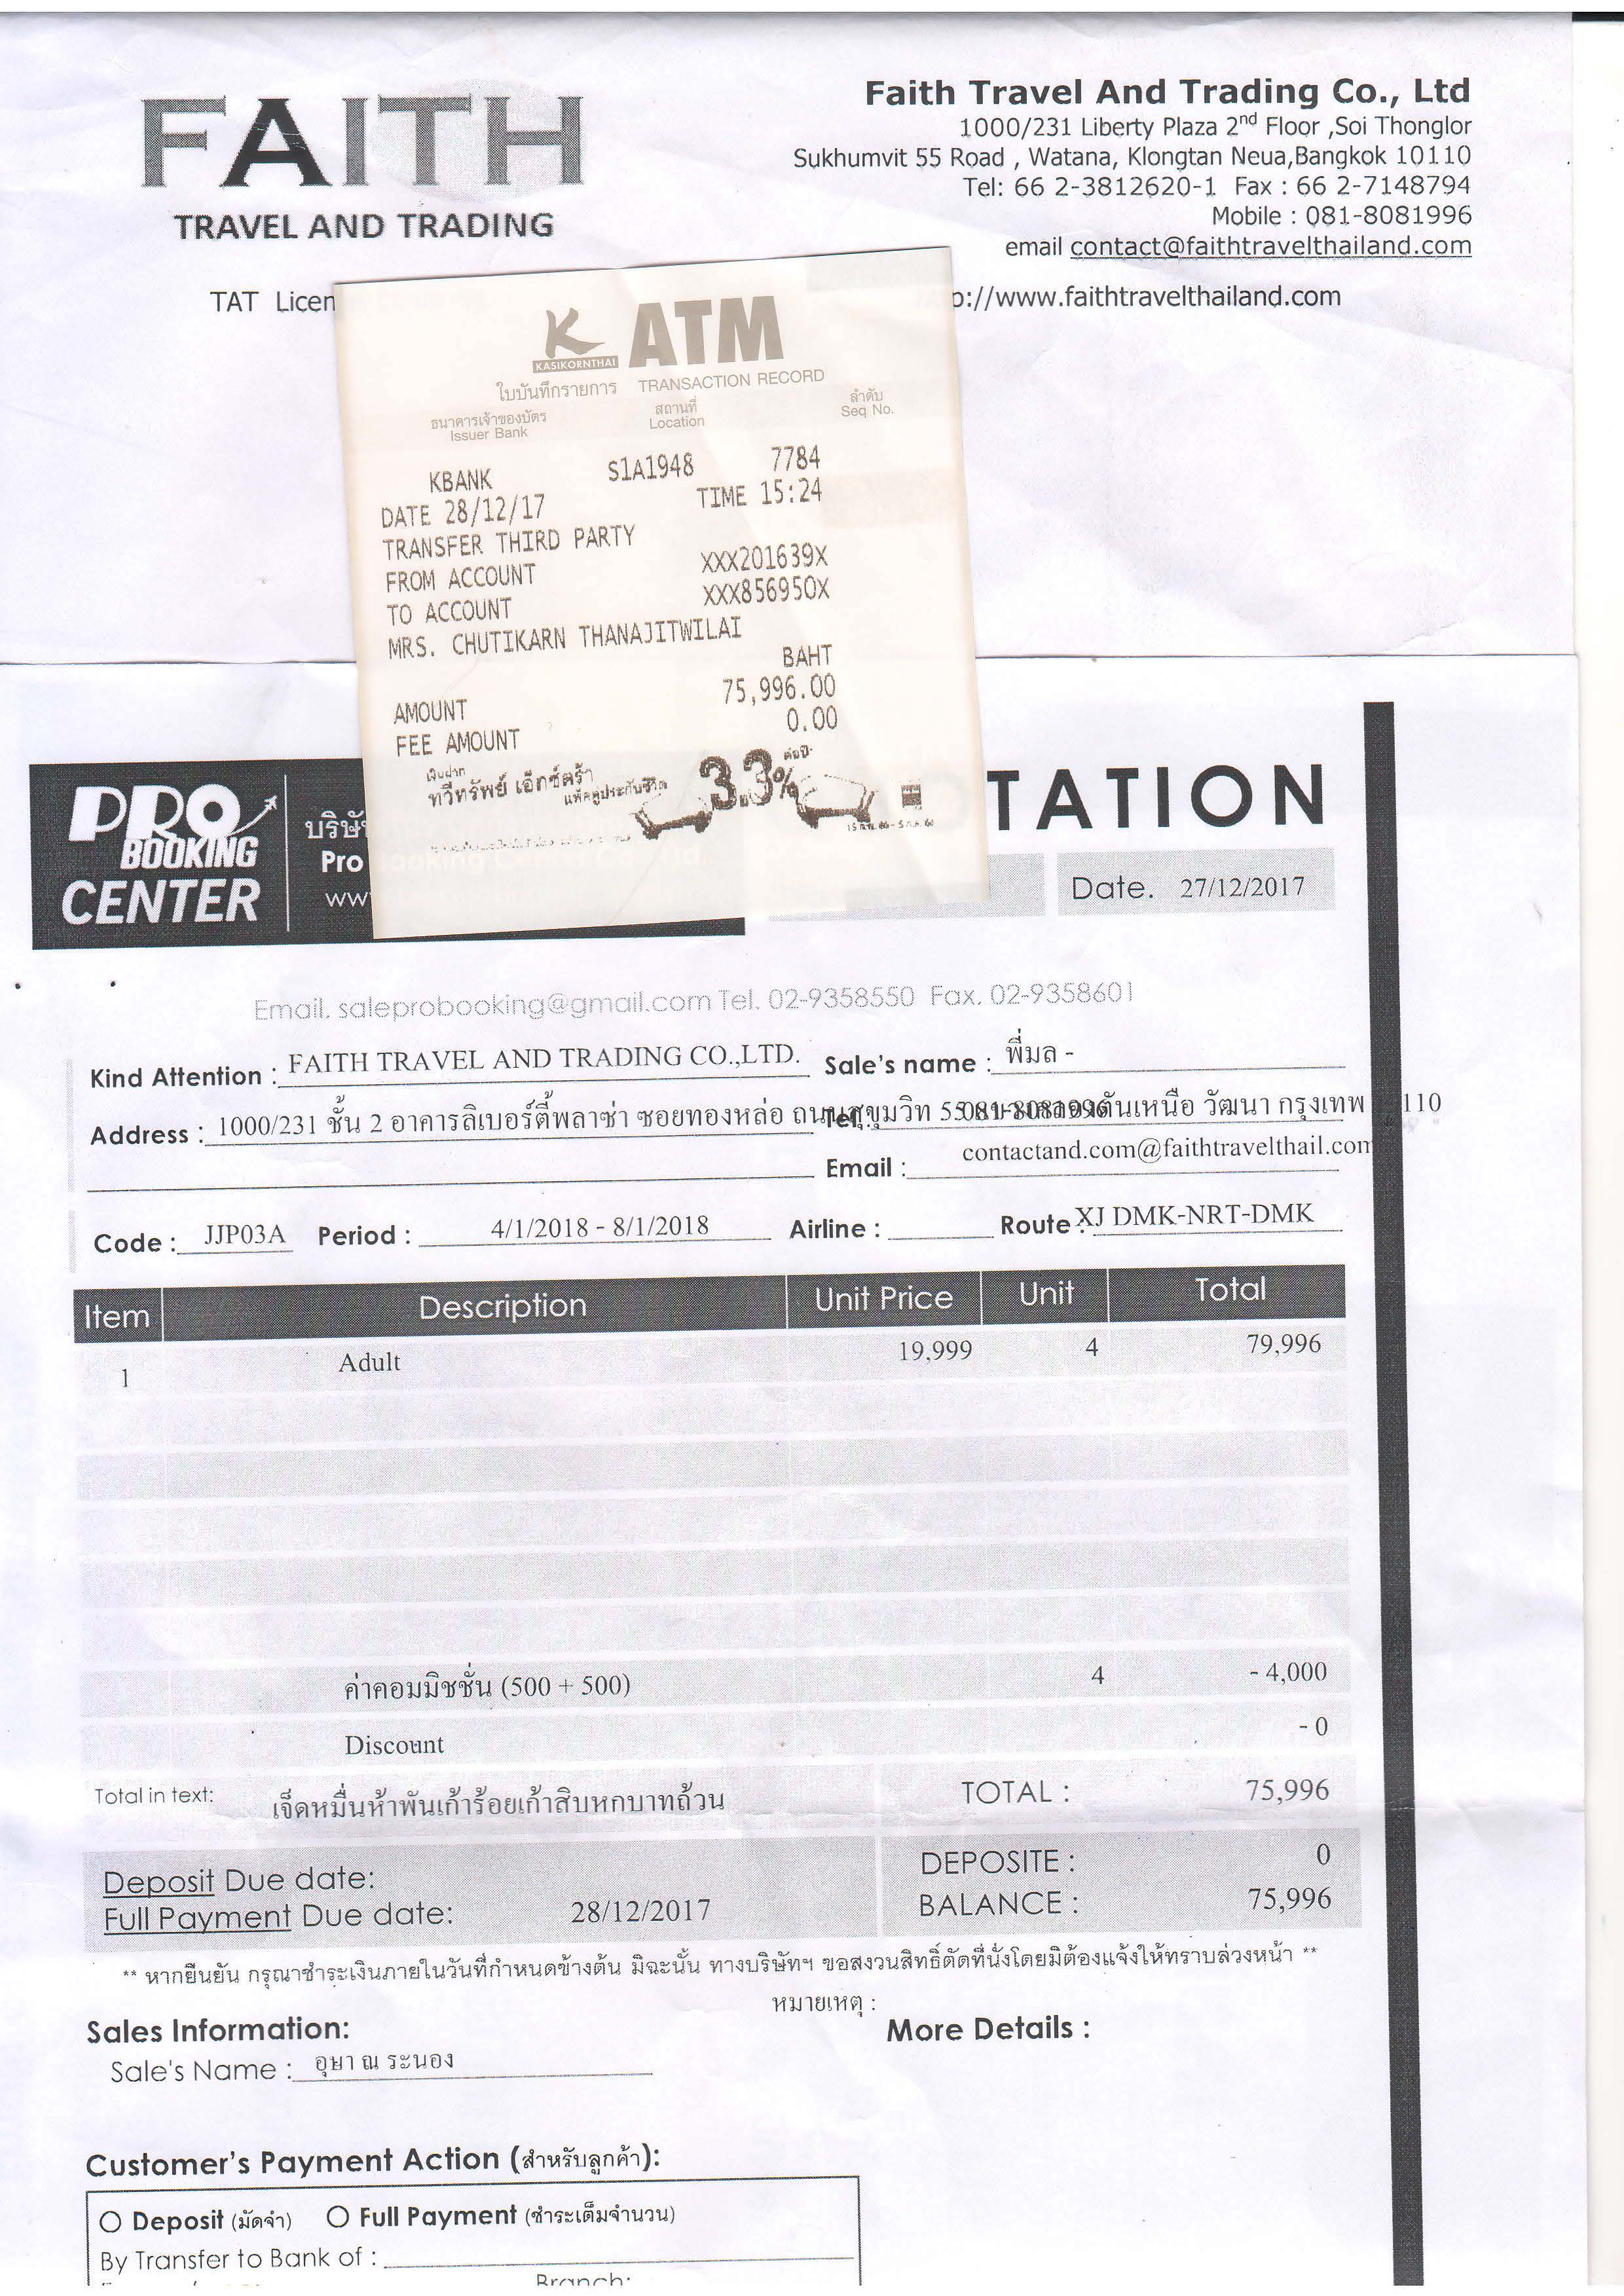 FAITH
TRAVEL AND TRADING
Faith Travel And Trading Co., Ltd
1000/231 Liberty Plaza 2nd Floor ,Soi Thonglor
Sukhumvit 55 Road , Watana, Klongtan Neua,Bangkok 10110
Tel: 66 2-3812620-1 Fax : 66 2-7148794
Mobile : 081-8081996
email contact@faithtravelthailand.com
TAT Licen
p://www.faithtravelthailand.com
K ATM
KASIKORNTHAI
ใบบันทึกรายการ TRANSACTION RECORD
ธนาคารเจ้าของบัตร สถานที่ ลำดับ
Issuer Bank Location Seq No.
KBANK S1A1948 7784
DATE 28/12/17 TIME 15:24
TRANSFER THIRD PARTY
FROM ACCOUNT XXX201639X
TO ACCOUNT XXX856950X
MRS. CHUTIKARN THANAJITWILAI
BAHT
AMOUNT 75,996.00
FEE AMOUNT 0.00
เงินฝาก
ทวีทรัพย์ เอ็กซ์ตร้า
แพ็คคู่ประกันชีวิต
3.3% ต่อปี
PRO
BOOKING
CENTER
บริษั
Pro
ww
TATION
Date. 27/12/2017
Email. saleprobooking@gmail.com Tel. 02-9358550 Fax. 02-9358601
Kind Attention : FAITH TRAVEL AND TRADING CO.,LTD. Sale's name : พี่มล -
Address : 1000/231 ชั้น 2 อาคารลิเบอร์ตี้พลาซ่า ซอยทองหล่อ ถนนสุขุมวิท 55 คลองตันเหนือ วัฒนา กรุงเทพ 110
Tel : 081-8081996
Email : contactand.com@faithtravelthail.com
Code : JJP03A Period : 4/1/2018 - 8/1/2018 Airline : Route : XJ DMK-NRT-DMK
Item Description Unit Price Unit Total
1 Adult 19,999 4 79,996
ค่าคอมมิชชั่น (500 + 500) 4 - 4,000
Discount - 0
Total in text: เจ็ดหมื่นห้าพันเก้าร้อยเก้าสิบหกบาทถ้วน TOTAL : 75,996
Deposit Due date: DEPOSITE : 0
Full Payment Due date: 28/12/2017 BALANCE : 75,996
** หากยืนยัน กรุณาชำระเงินภายในวันที่กำหนดข้างต้น มิฉะนั้น ทางบริษัทฯ ขอสงวนสิทธิ์ตัดที่นั่งโดยมิต้องแจ้งให้ทราบล่วงหน้า **
หมายเหตุ :
Sales Information: More Details :
Sale's Name : อุษา ณ ระนอง
Customer's Payment Action (สำหรับลูกค้า):
Deposit (มัดจำ) Full Payment (ชำระเต็มจำนวน)
By Transfer to Bank of :
Branch: